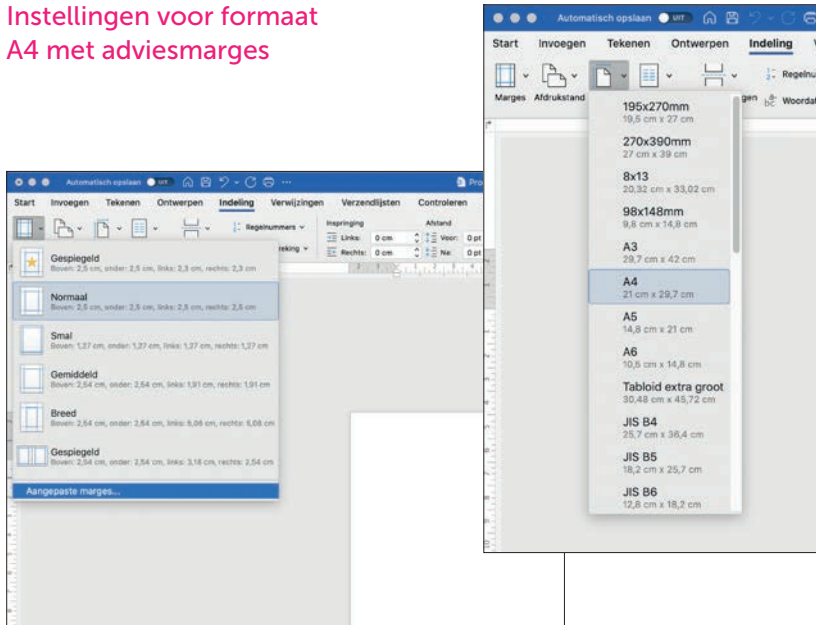 Instellingen voor formaat
A4 met adviesmarges
Automatisch opslaan UIT
Start Invoegen Tekenen Ontwerpen Indeling Verwijzingen Verzendlijsten Controleren
Regelnummers Inspringing Afstand
Links: 0 cm Voor: 0 pt
Rechts: 0 cm Na: 0 pt
Gespiegeld
Boven: 2,5 cm, onder: 2,5 cm, links: 2,3 cm, rechts: 2,3 cm
Normaal
Boven: 2,5 cm, onder: 2,5 cm, links: 2,5 cm, rechts: 2,5 cm
Smal
Boven: 1,27 cm, onder: 1,27 cm, links: 1,27 cm, rechts: 1,27 cm
Gemiddeld
Boven: 2,54 cm, onder: 2,54 cm, links: 1,91 cm, rechts: 1,91 cm
Breed
Boven: 2,54 cm, onder: 2,54 cm, links: 5,08 cm, rechts: 5,08 cm
Gespiegeld
Boven: 2,54 cm, onder: 2,54 cm, links: 3,18 cm, rechts: 2,54 cm
Aangepaste marges...
Automatisch opslaan UIT
Start Invoegen Tekenen Ontwerpen Indeling
Marges Afdrukstand
195x270mm
19,5 cm x 27 cm
270x390mm
27 cm x 39 cm
8x13
20,32 cm x 33,02 cm
98x148mm
9,8 cm x 14,8 cm
A3
29,7 cm x 42 cm
A4
21 cm x 29,7 cm
A5
14,8 cm x 21 cm
A6
10,5 cm x 14,8 cm
Tabloid extra groot
30,48 cm x 45,72 cm
JIS B4
25,7 cm x 36,4 cm
JIS B5
18,2 cm x 25,7 cm
JIS B6
12,8 cm x 18,2 cm